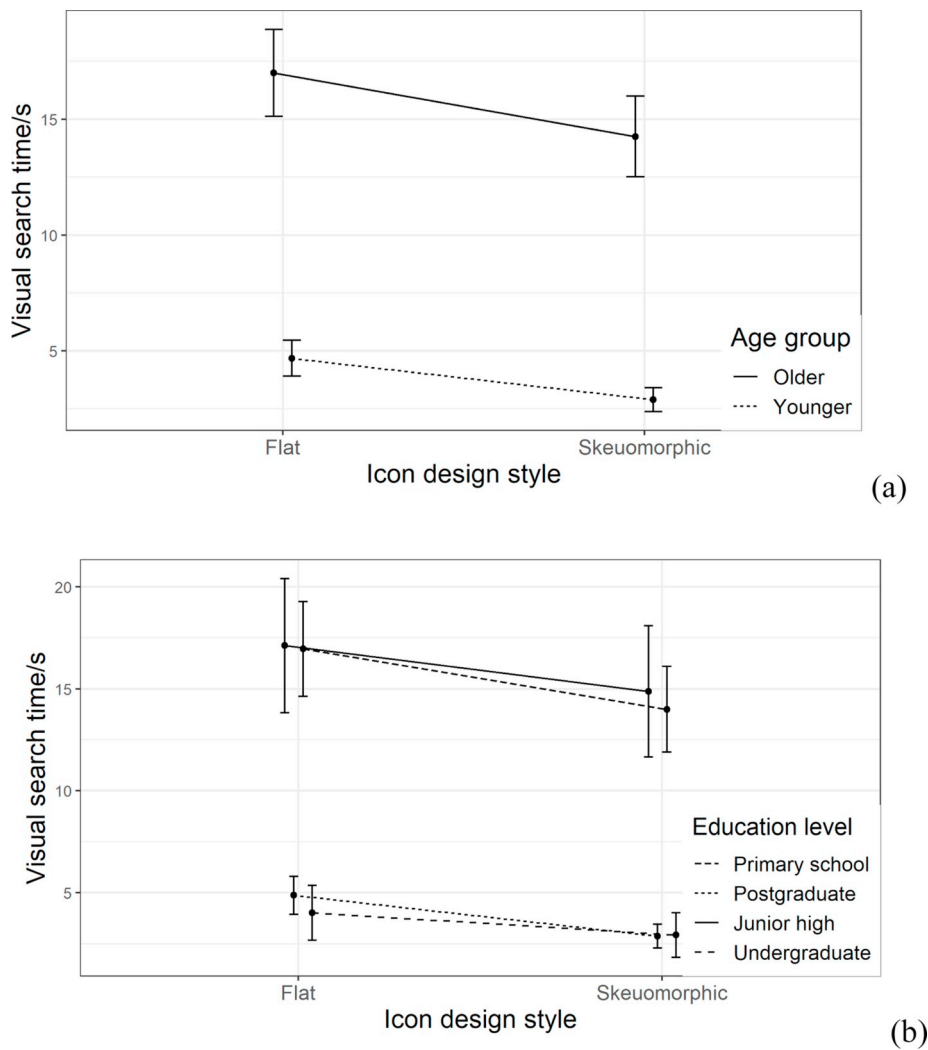 Visual search time/s
15
10
5
Flat
Skeuomorphic
Icon design style
Age group
Older
Younger
(a)
Visual search time/s
20
15
10
5
Flat
Skeuomorphic
Icon design style
Education level
Primary school
Postgraduate
Junior high
Undergraduate
(b)